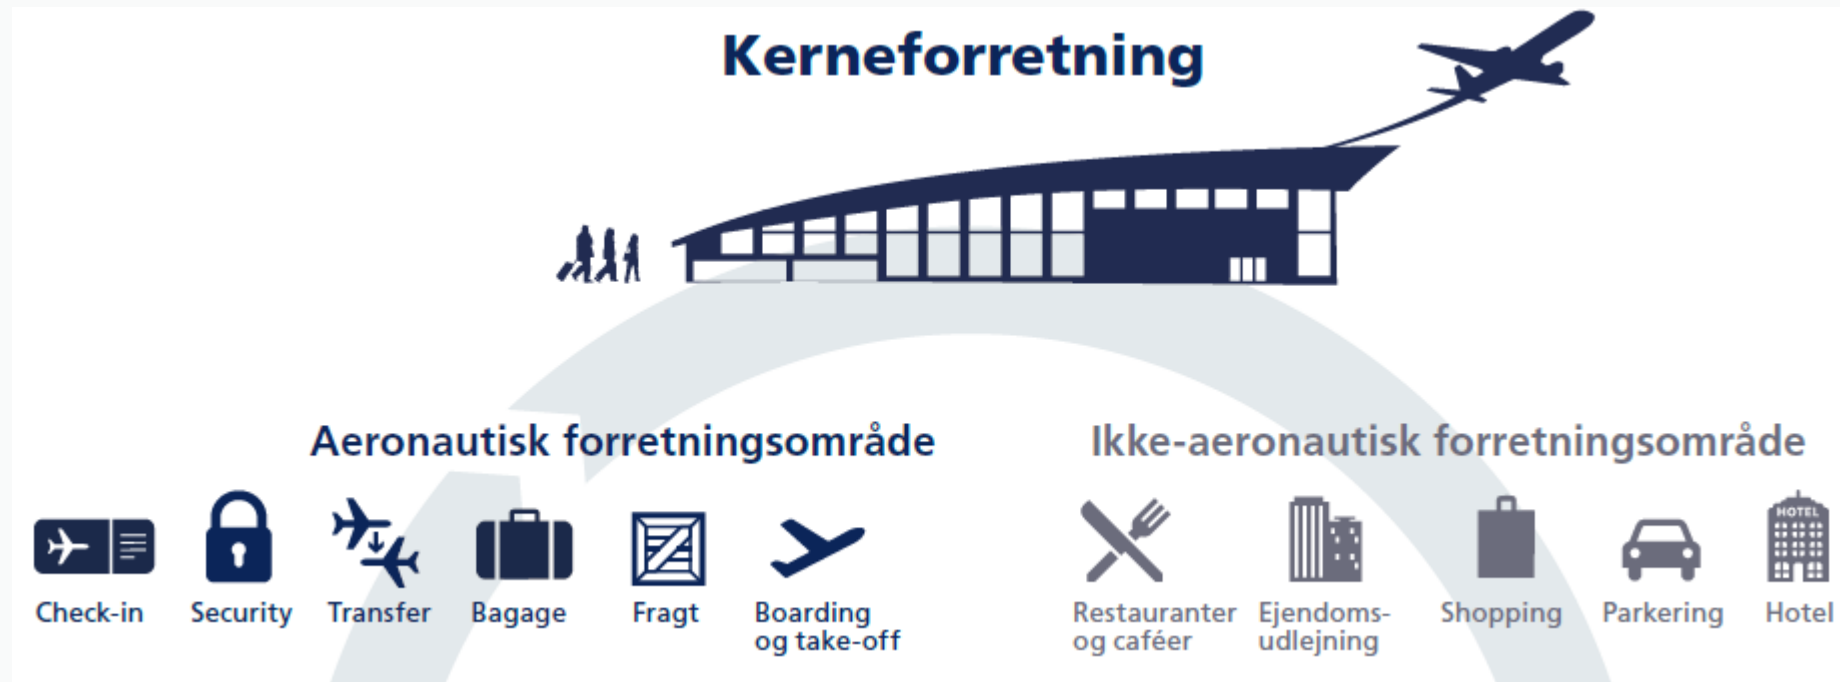 Kerneforretning
Aeronautisk forretningsområde
Ikke-aeronautisk forretningsområde
HOTEL
Check-in
Security
Transfer
Bagage
Fragt
Boarding
og take-off
Restauranter
og caféer
Ejendoms-
udlejning
Shopping
Parkering
Hotel